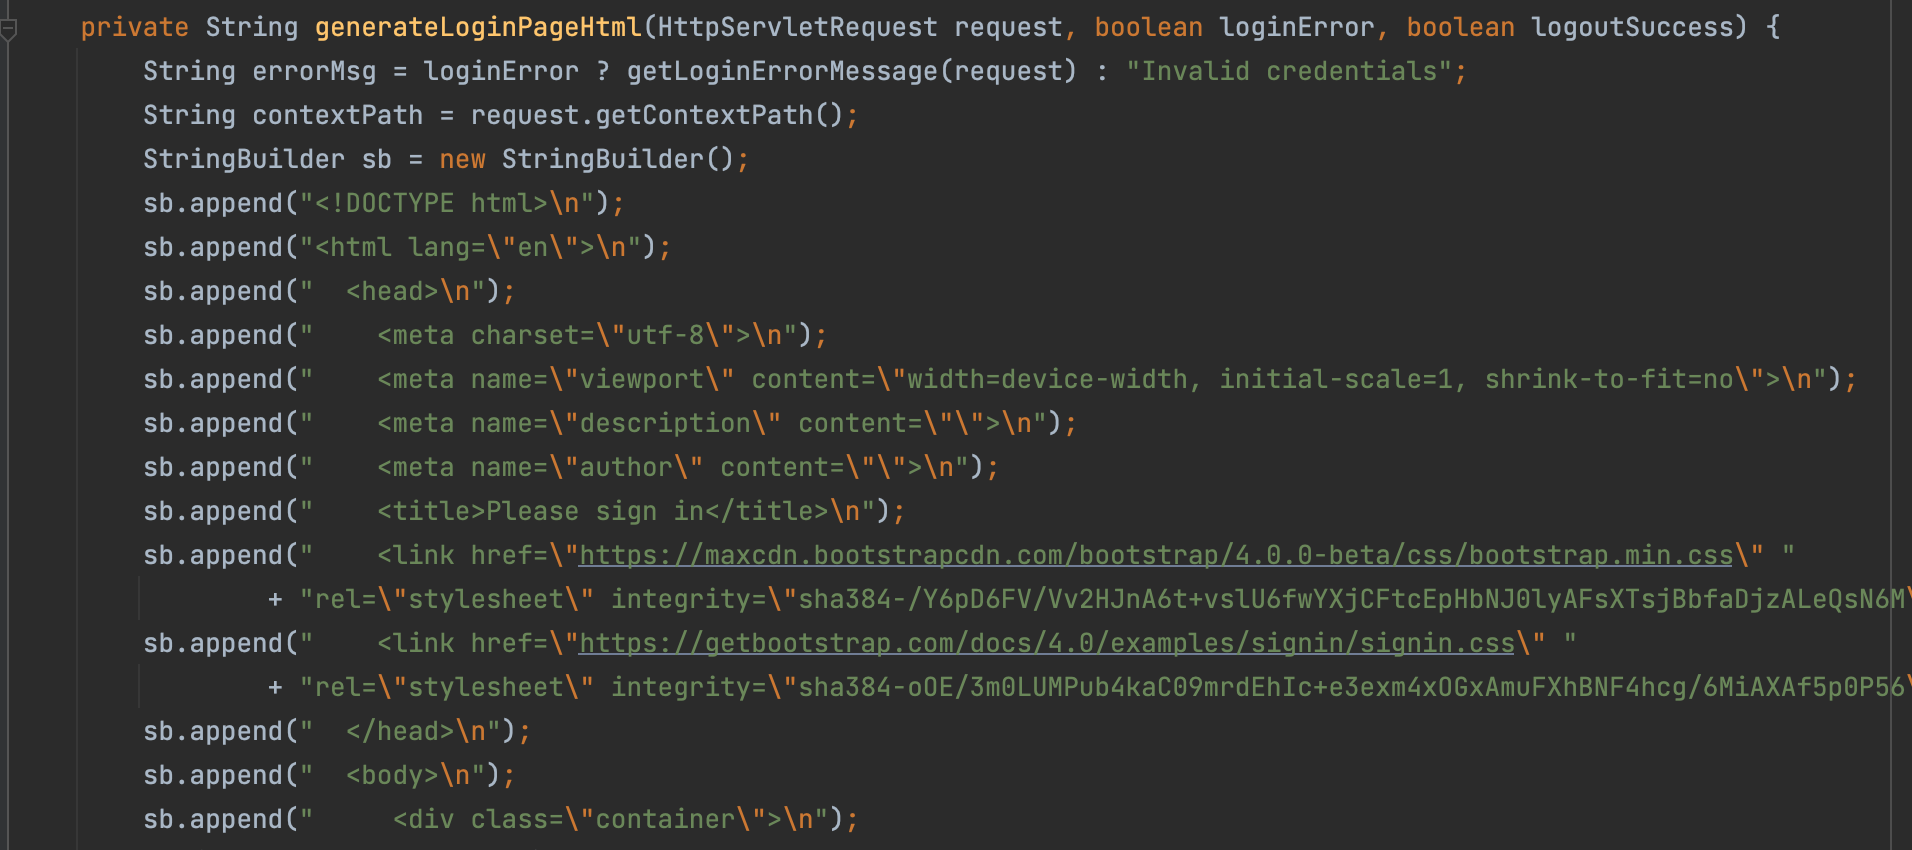 private String generateLoginPageHtml(HttpServletRequest request, boolean loginError, boolean logoutSuccess) {
String errorMsg = loginError ? getLoginErrorMessage(request) : "Invalid credentials";
String contextPath = request.getContextPath();
StringBuilder sb = new StringBuilder();
sb.append("<!DOCTYPE html>\n");
sb.append("<html lang=\"en\">\n");
sb.append("  <head>\n");
sb.append("    <meta charset=\"utf-8\">\n");
sb.append("    <meta name=\"viewport\" content=\"width=device-width, initial-scale=1, shrink-to-fit=no\">\n");
sb.append("    <meta name=\"description\" content=\"\">\n");
sb.append("    <meta name=\"author\" content=\"\">\n");
sb.append("    <title>Please sign in</title>\n");
sb.append("    <link href=\"https://maxcdn.bootstrapcdn.com/bootstrap/4.0.0-beta/css/bootstrap.min.css\" "
+ "rel=\"stylesheet\" integrity=\"sha384-/Y6pD6FV/Vv2HJnA6t+vslU6fwYXjCFtcEpHbNJ0lyAFsXTsjBbfaDjzALeQsN6M\
sb.append("    <link href=\"https://getbootstrap.com/docs/4.0/examples/signin/signin.css\" "
+ "rel=\"stylesheet\" integrity=\"sha384-oOE/3m0LUMPub4kaC09mrdEhIc+e3exm4xOGxAmuFXhBNF4hcg/6MiAXAf5p0P56\
sb.append("  </head>\n");
sb.append("  <body>\n");
sb.append("     <div class=\"container\">\n");